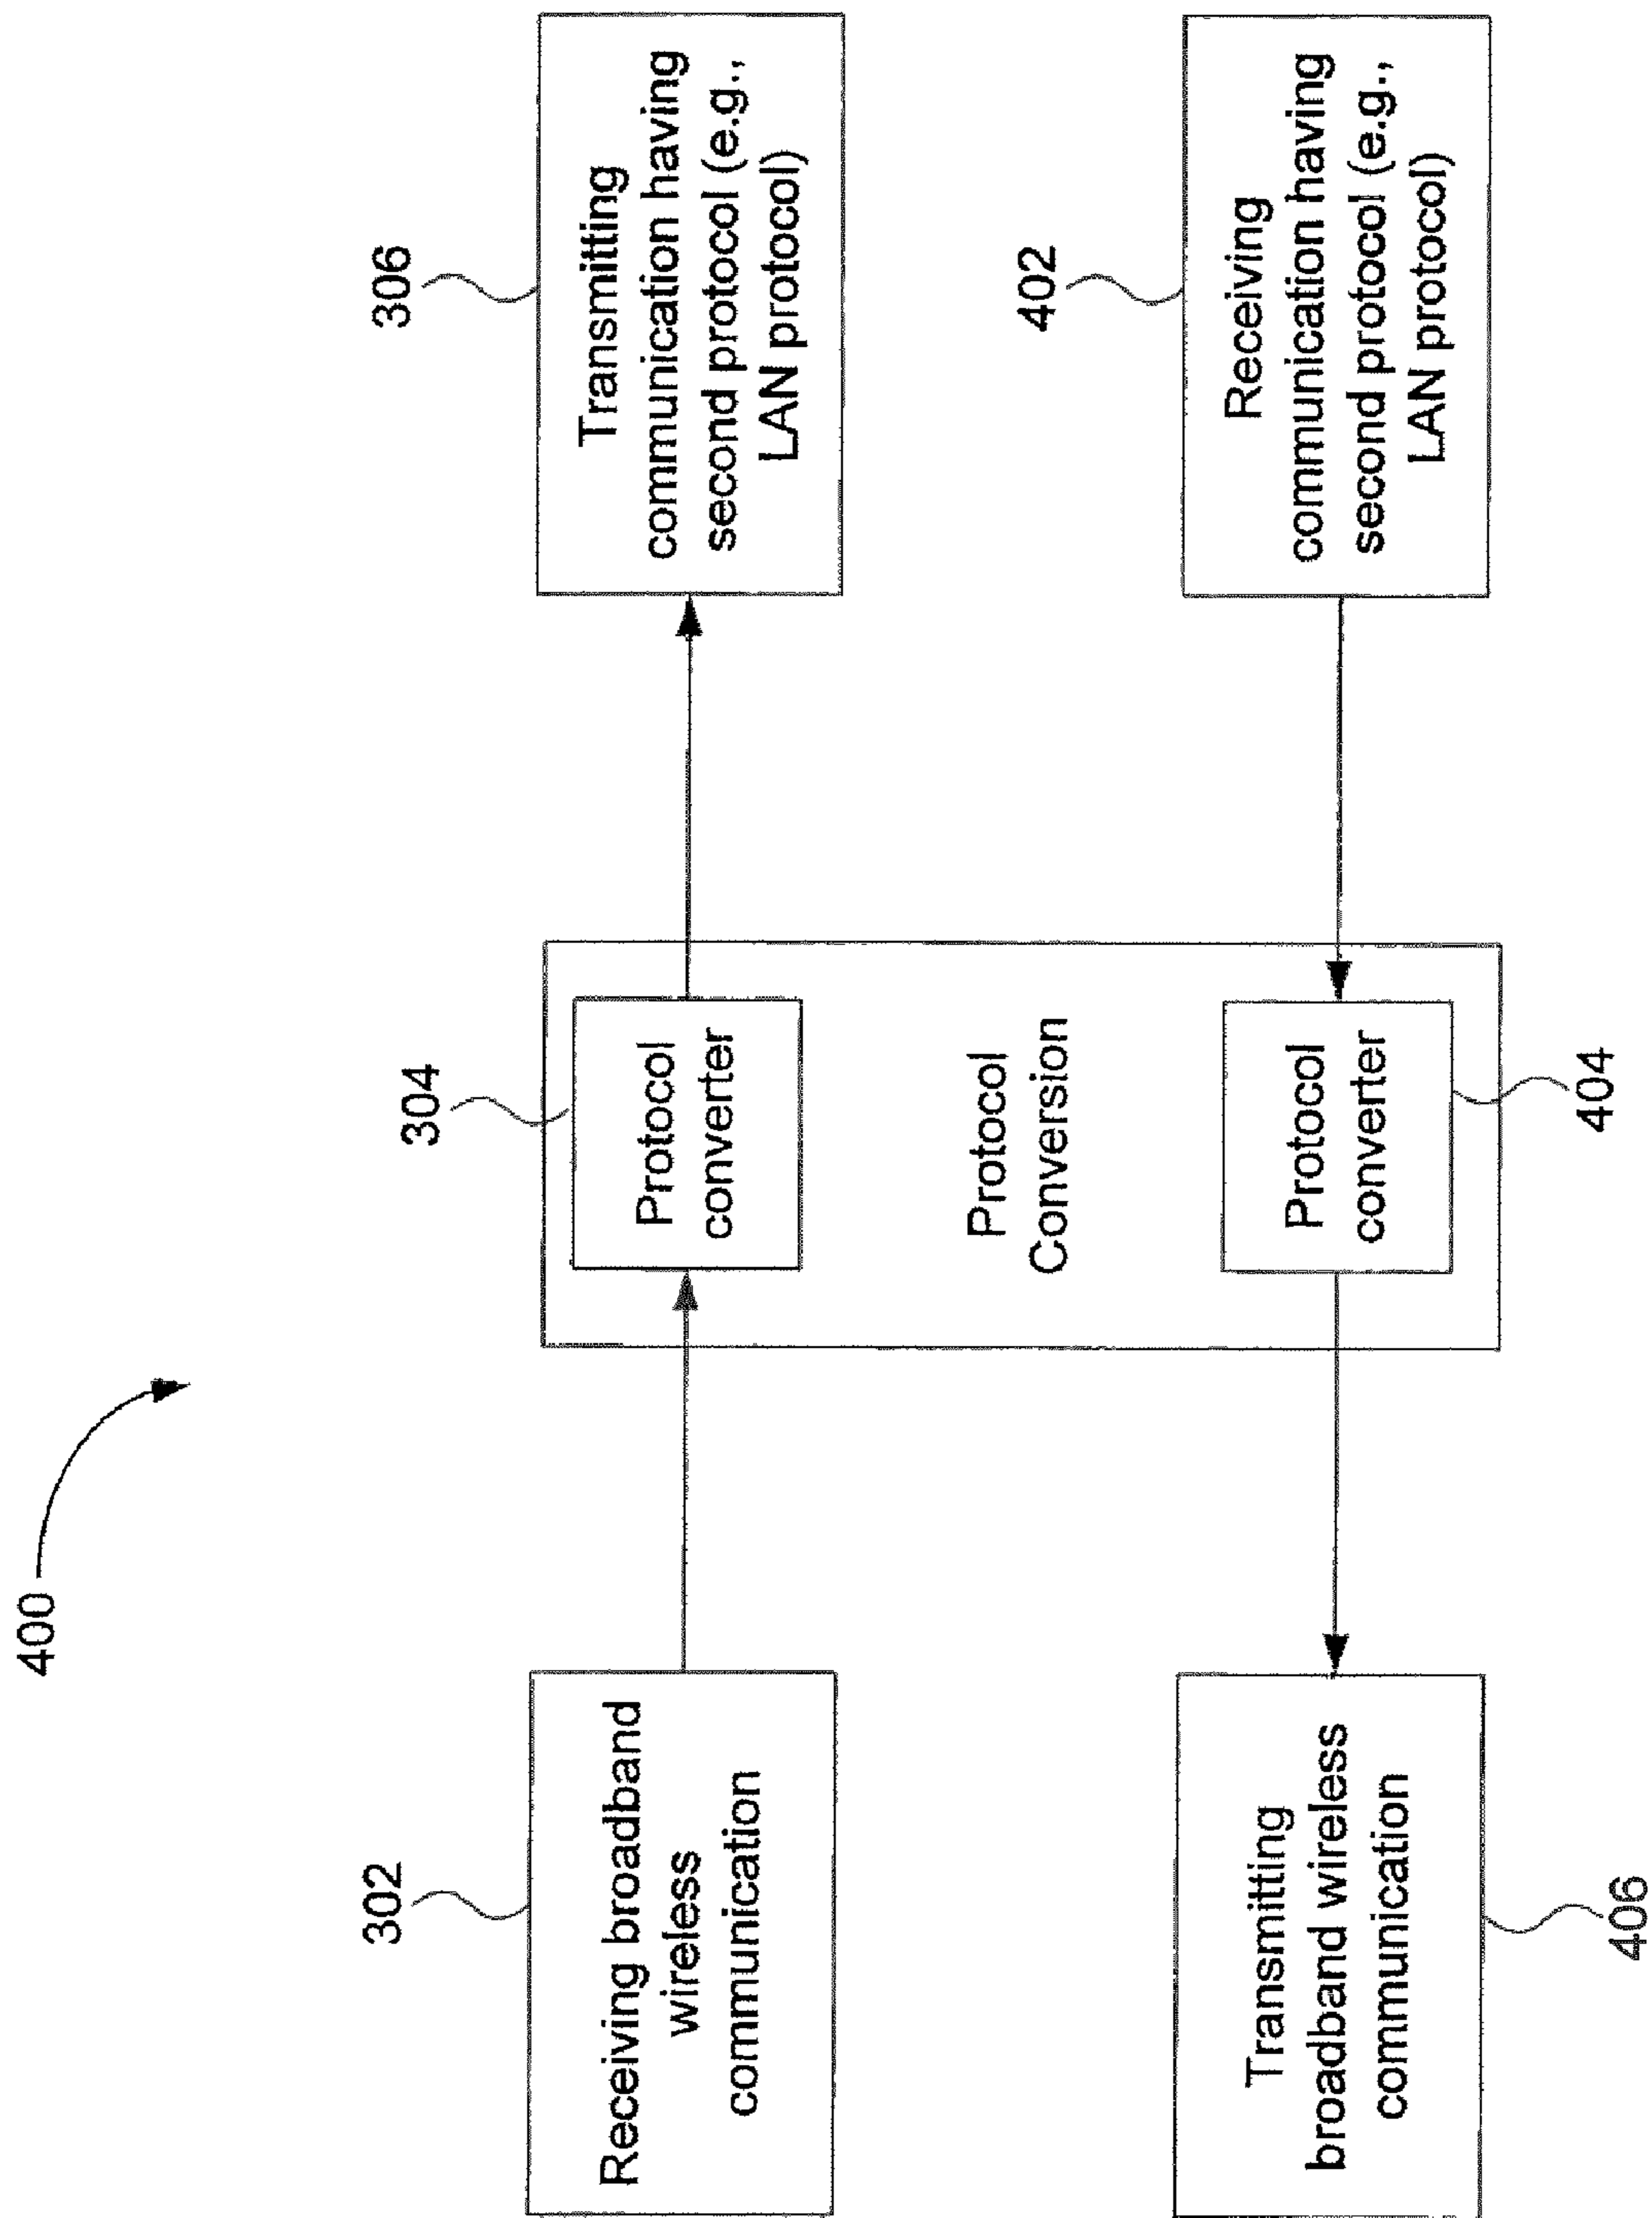 400
302
Receiving broadband
wireless
communication
304
Protocol
converter
306
Transmitting
communication having
second protocol (e.g.,
LAN protocol)
Protocol
Conversion
406
Transmitting
broadband wireless
communication
404
Protocol
converter
402
Receiving
communication having
second protocol (e.g.,
LAN protocol)